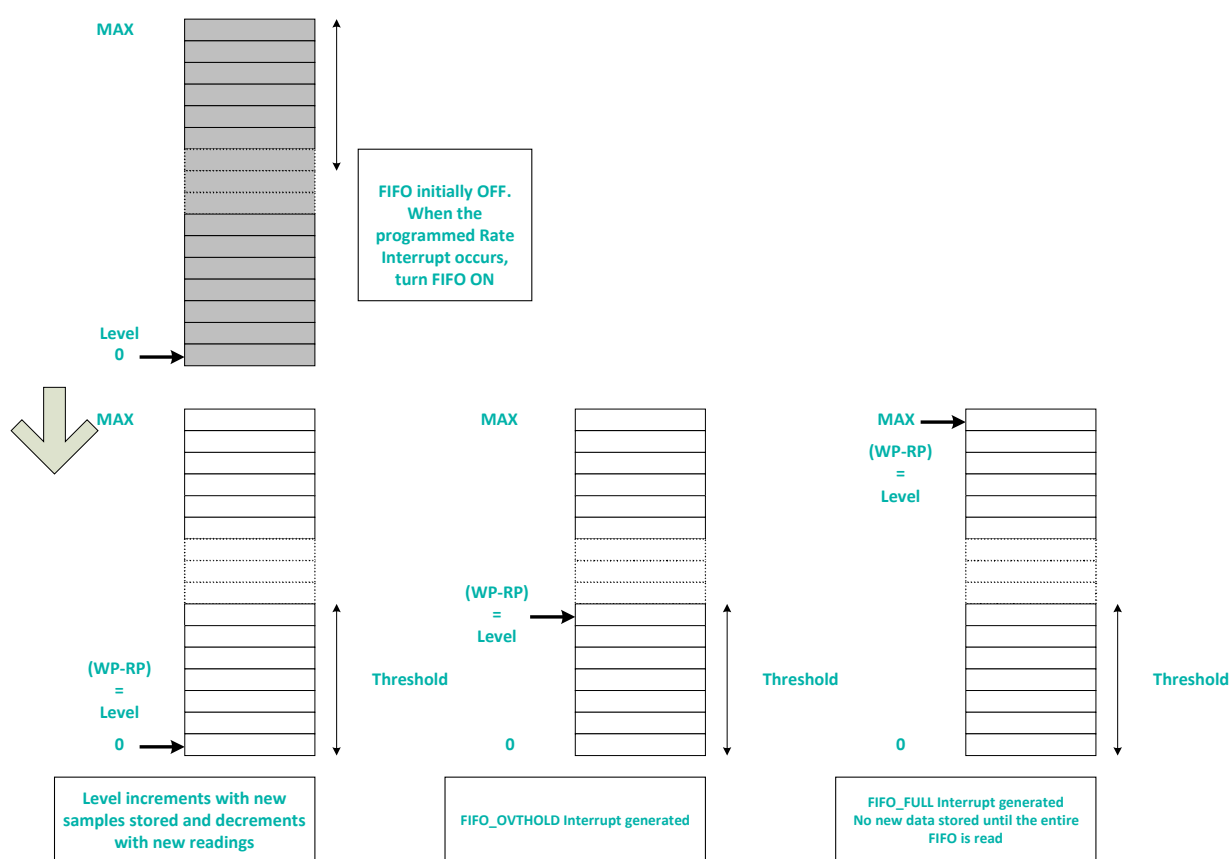 MAX
FIFO initially OFF.
When the
programmed Rate
Interrupt occurs,
turn FIFO ON
Level
0
MAX
(WP-RP)
=
Level
0
Threshold
Level increments with new
samples stored and decrements
with new readings
MAX
(WP-RP)
=
Level
0
Threshold
FIFO_OVTHOLD Interrupt generated
MAX
(WP-RP)
=
Level
0
Threshold
FIFO_FULL Interrupt generated
No new data stored until the entire
FIFO is read